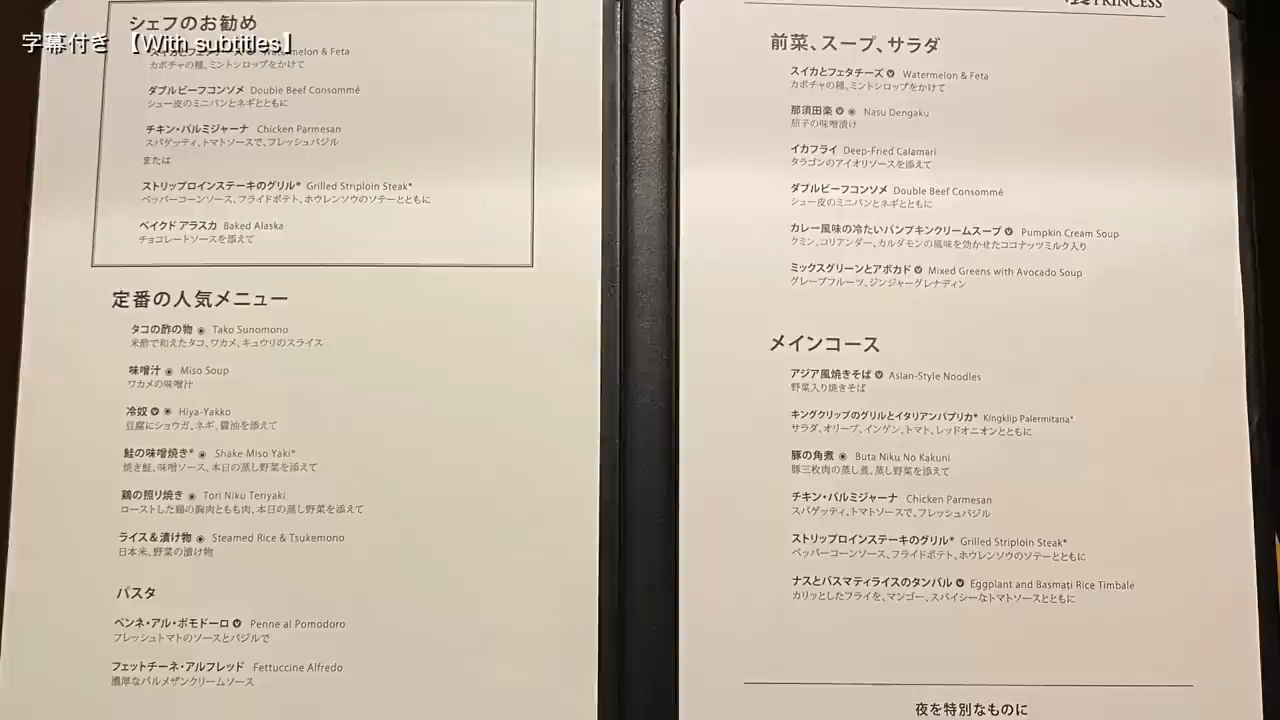 字幕付き 【With subtitles】
シェフのお勧め
Watermelon & Feta
カボチャの種、ミントシロップをかけて
ダブルビーフコンソメ Double Beef Consommé
シュー皮のミニパンとネギとともに
チキン・パルミジャーナ Chicken Parmesan
スパゲッティ、トマトソースで、フレッシュバジル
または
ストリップロインステーキのグリル* Grilled Striploin Steak*
ペッパーコーンソース、フライドポテト、ホウレンソウのソテーとともに
ベイクド アラスカ Baked Alaska
チョコレートソースを添えて
定番の人気メニュー
タコの酢の物 ◉ Tako Sunomono
米酢で和えたタコ、ワカメ、キュウリのスライス
味噌汁 ◉ Miso Soup
ワカメの味噌汁
冷奴 Ⓥ ◉ Hiya-Yakko
豆腐にショウガ、ネギ、醤油を添えて
鮭の味噌焼き* ◉ Shake Miso Yaki*
焼き鮭、味噌ソース、本日の蒸し野菜を添えて
鶏の照り焼き ◉ Tori Niku Teriyaki
ローストした鶏の胸肉ともも肉、本日の蒸し野菜を添えて
ライス＆漬け物 ◉ Steamed Rice & Tsukemono
日本米、野菜の漬け物
パスタ
ペンネ・アル・ポモドーロ Ⓥ Penne al Pomodoro
フレッシュトマトのソースとバジルで
フェットチーネ・アルフレッド Fettuccine Alfredo
濃厚なパルメザンクリームソース
PRINCESS
前菜、スープ、サラダ
スイカとフェタチーズ Ⓥ Watermelon & Feta
カボチャの種、ミントシロップをかけて
那須田楽 Ⓥ ◉ Nasu Dengaku
茄子の味噌漬け
イカフライ Deep-Fried Calamari
タラゴンのアイオリソースを添えて
ダブルビーフコンソメ Double Beef Consommé
シュー皮のミニパンとネギとともに
カレー風味の冷たいパンプキンクリームスープ Ⓥ Pumpkin Cream Soup
クミン、コリアンダー、カルダモンの風味を効かせたココナッツミルク入り
ミックスグリーンとアボカド Ⓥ Mixed Greens with Avocado Soup
グレープフルーツ、ジンジャーグレナディン
メインコース
アジア風焼きそば Ⓥ Asian-Style Noodles
野菜入り焼きそば
キングクリップのグリルとイタリアンパプリカ* Kingklip Palermitana*
サラダ、オリーブ、インゲン、トマト、レッドオニオンとともに
豚の角煮 ◉ Buta Niku No Kakuni
豚三枚肉の蒸し煮、蒸し野菜を添えて
チキン・パルミジャーナ Chicken Parmesan
スパゲッティ、トマトソースで、フレッシュバジル
ストリップロインステーキのグリル* Grilled Striploin Steak*
ペッパーコーンソース、フライドポテト、ホウレンソウのソテーとともに
ナスとバスマティライスのタンバル Ⓥ Eggplant and Basmati Rice Timbale
カリッとしたフライを、マンゴー、スパイシーなトマトソースとともに
夜を特別なものに